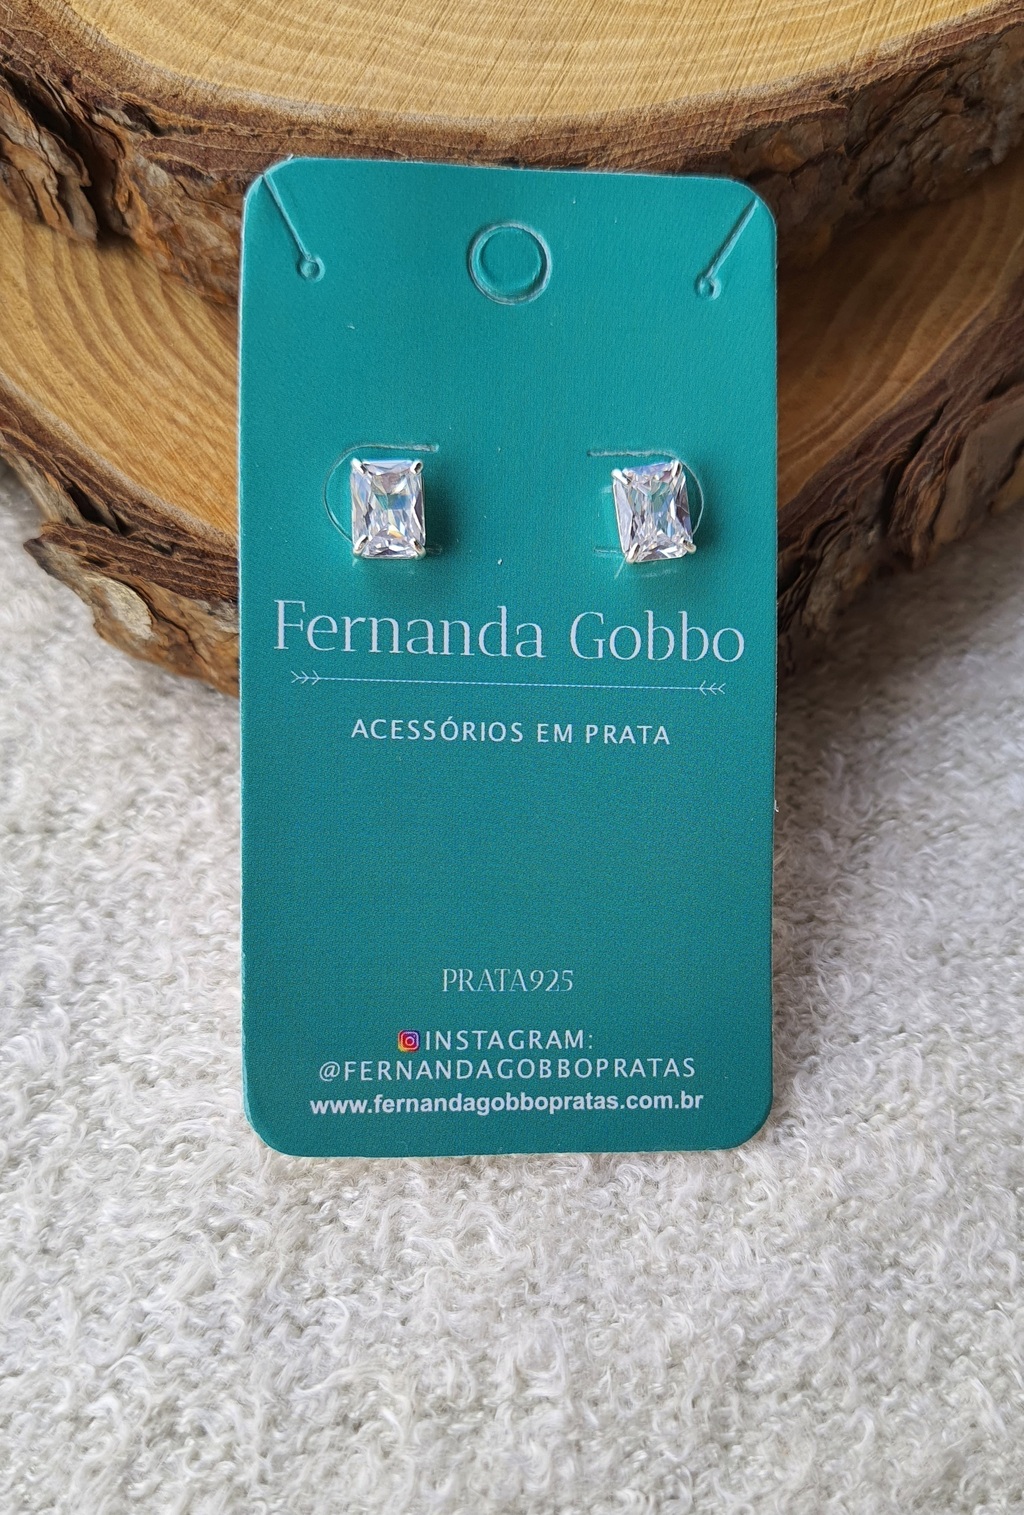 Fernanda Gobbo
ACESSÓRIOS EM PRATA
PRATA925
INSTAGRAM:
@FERNANDAGOBBOPRATAS
www.fernandagobbopratas.com.br